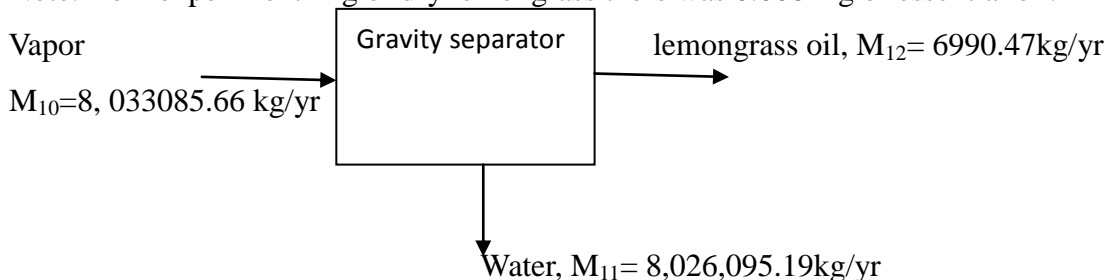 Vapor
Gravity separator
lemongrass oil, M₁₂= 6990.47kg/yr
M₁₀=8, 033085.66 kg/yr
Water, M₁₁= 8,026,095.19kg/yr